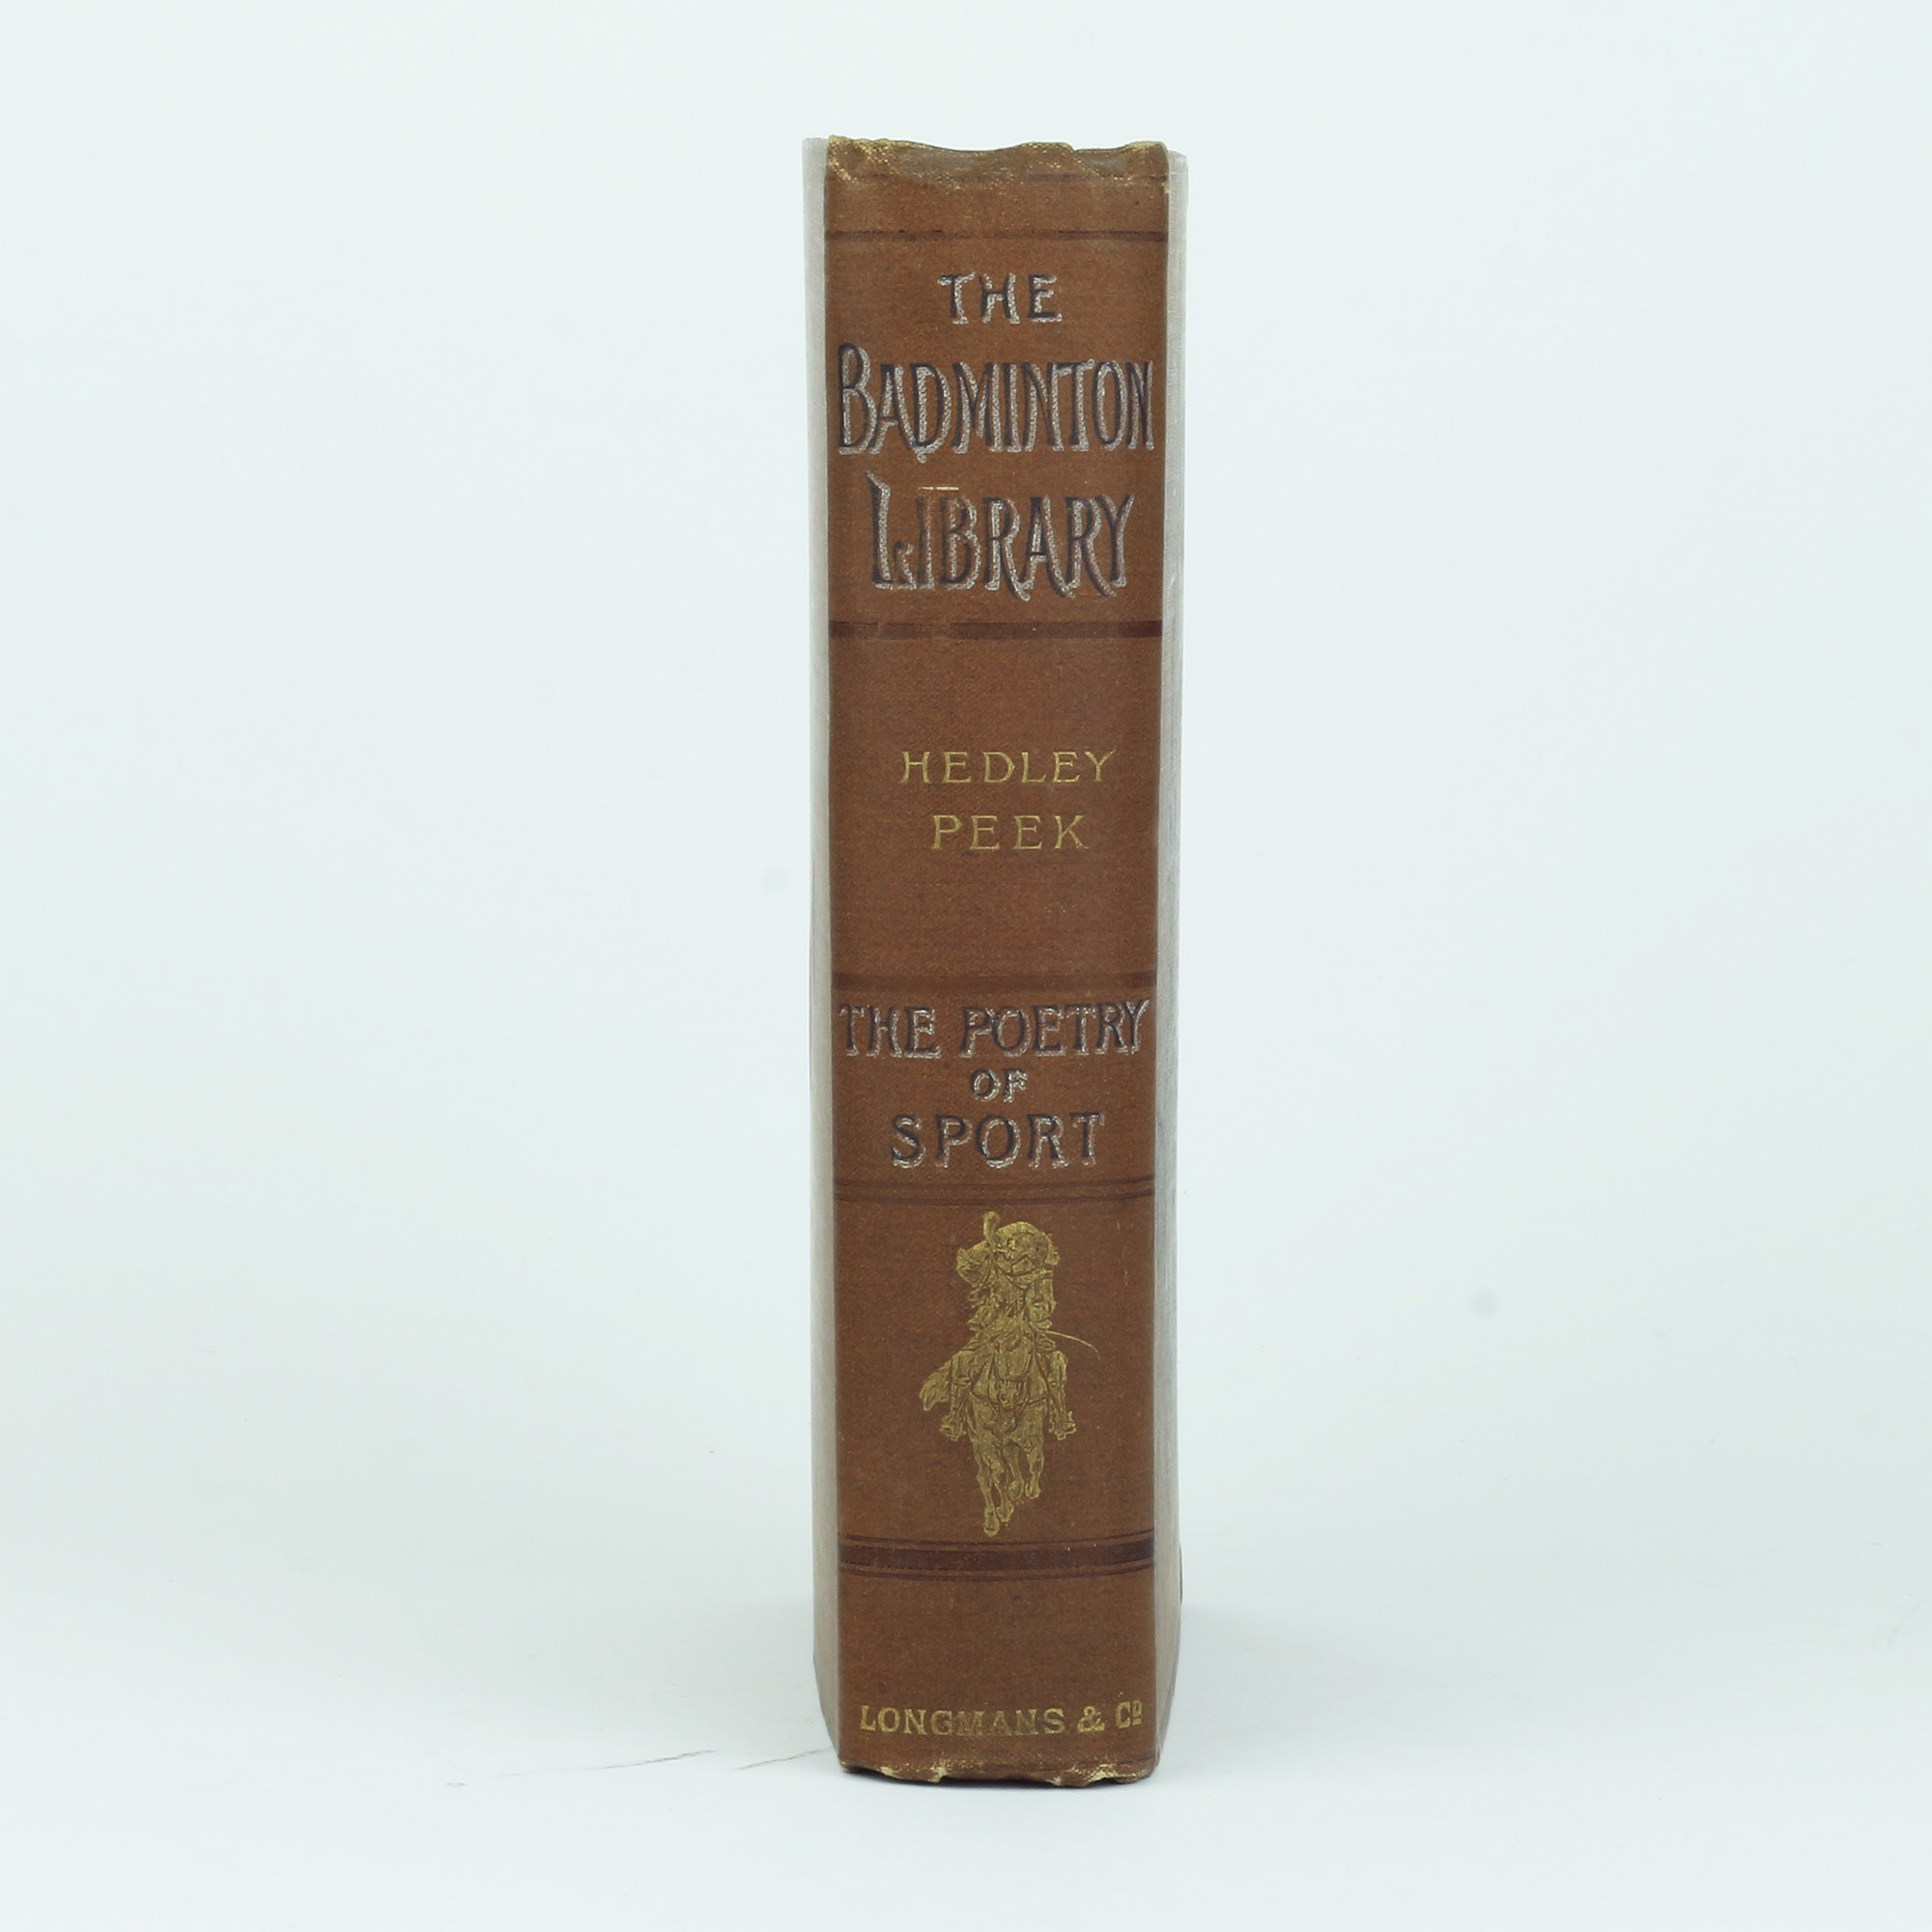 THE
BADMINTON
LIBRARY
HEDLEY
PEEK
THE POETRY
OF
SPORT
LONGMANS & Co